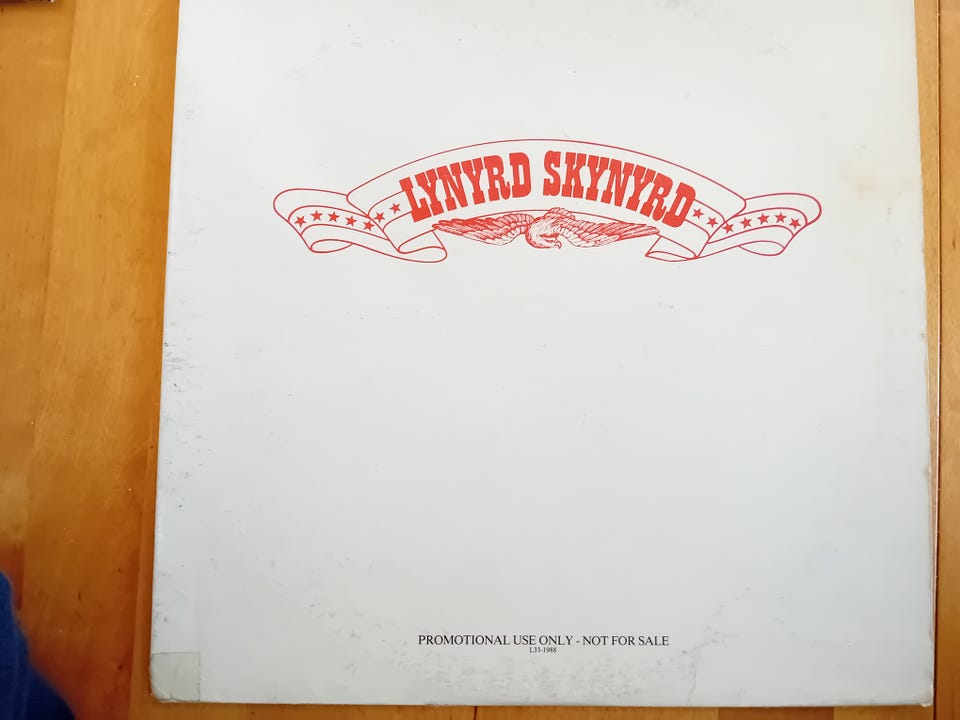 LYNYRD SKYNYRD
PROMOTIONAL USE ONLY - NOT FOR SALE
L33-1988